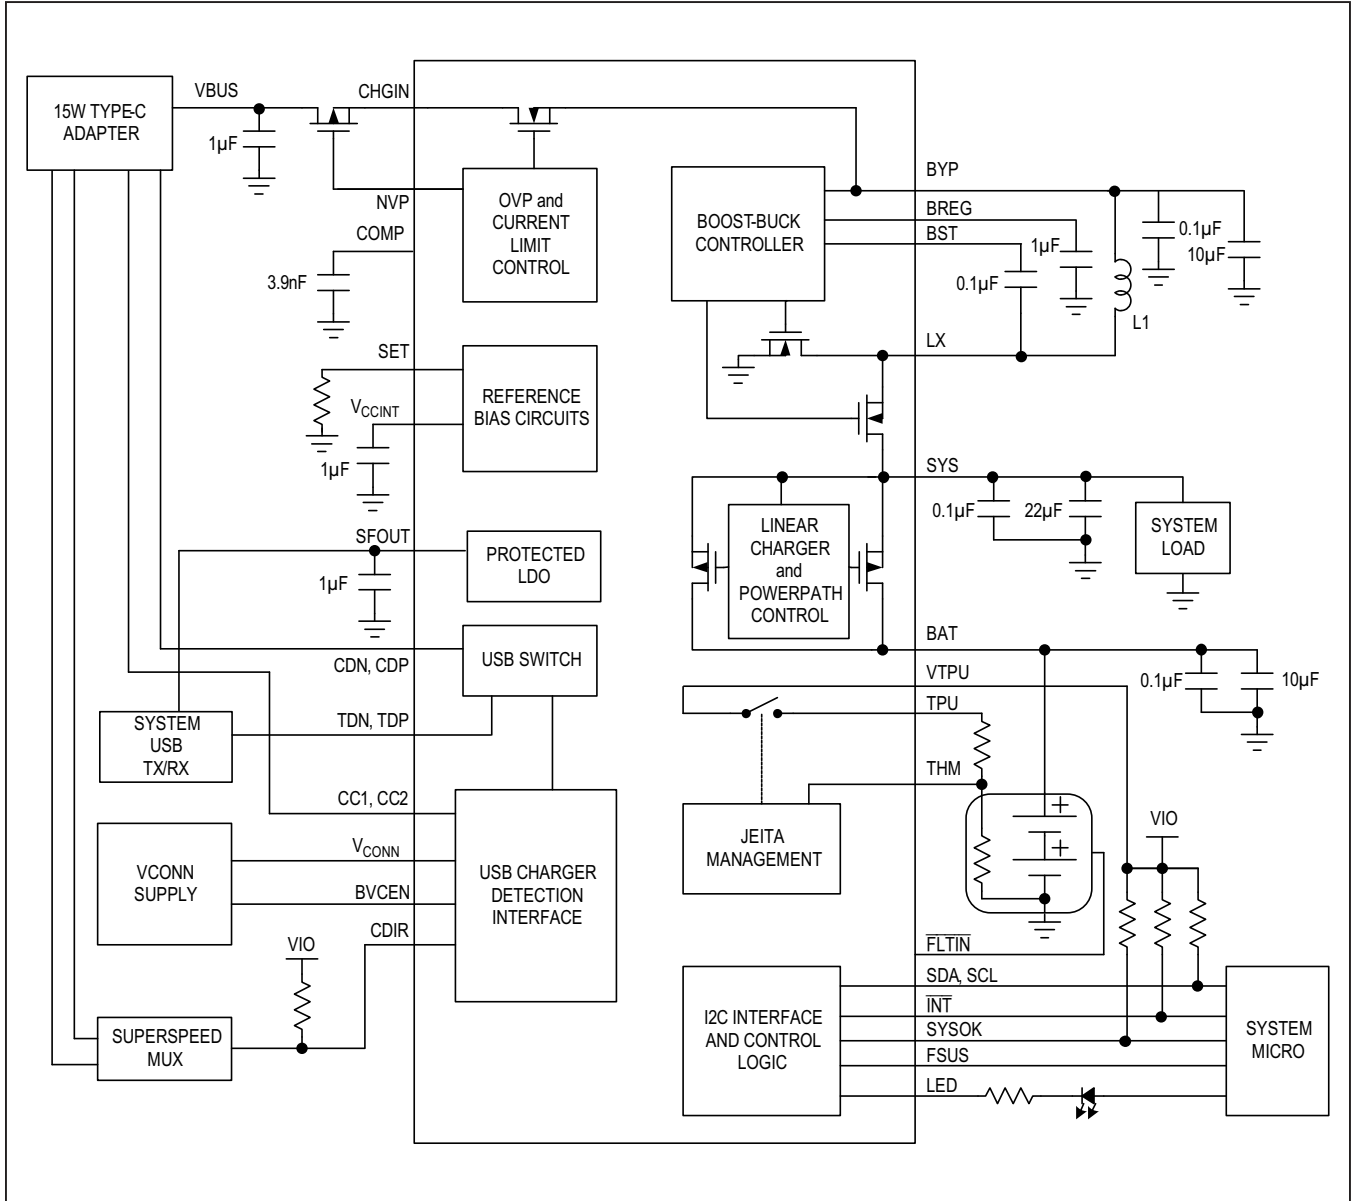 15W TYPE-C
ADAPTER
VBUS
1µF
CHGIN
NVP
COMP
3.9nF
OVP and
CURRENT
LIMIT
CONTROL
SET
V_CCINT
1µF
REFERENCE
BIAS CIRCUITS
SFOUT
1µF
PROTECTED
LDO
CDN, CDP
USB SWITCH
TDN, TDP
SYSTEM
USB
TX/RX
CC1, CC2
V_CONN
BVCEN
CDIR
VCONN
SUPPLY
USB CHARGER
DETECTION
INTERFACE
VIO
SUPERSPEED
MUX
BOOST-BUCK
CONTROLLER
BYP
BREG
BST
1µF
0.1µF
0.1µF
10µF
L1
LX
SYS
0.1µF
22µF
SYSTEM
LOAD
LINEAR
CHARGER
and
POWERPATH
CONTROL
BAT
0.1µF
10µF
VTPU
TPU
THM
JEITA
MANAGEMENT
+
+
VIO
FLTIN
I2C INTERFACE
AND CONTROL
LOGIC
SDA, SCL
INT
SYSOK
FSUS
LED
SYSTEM
MICRO